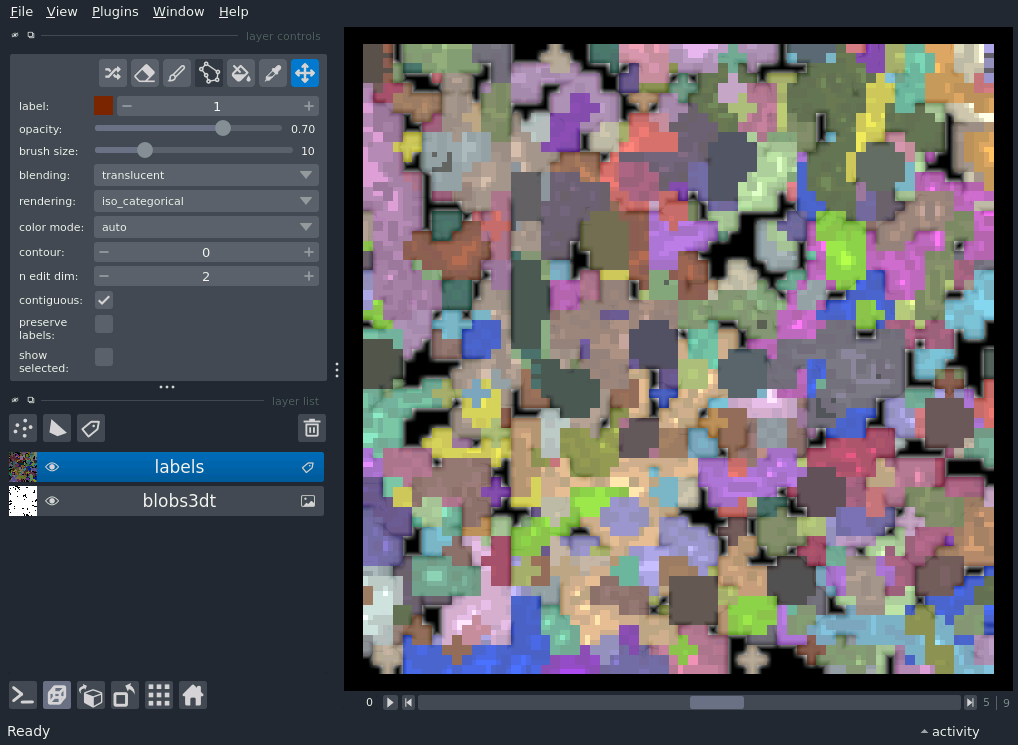 File View Plugins Window Help
layer controls
label: 1
opacity: 0.70
brush size: 10
blending: translucent
rendering: iso_categorical
color mode: auto
contour: 0
n edit dim: 2
contiguous:
preserve
labels:
show
selected:
layer list
labels
blobs3dt
0 5 9
Ready activity